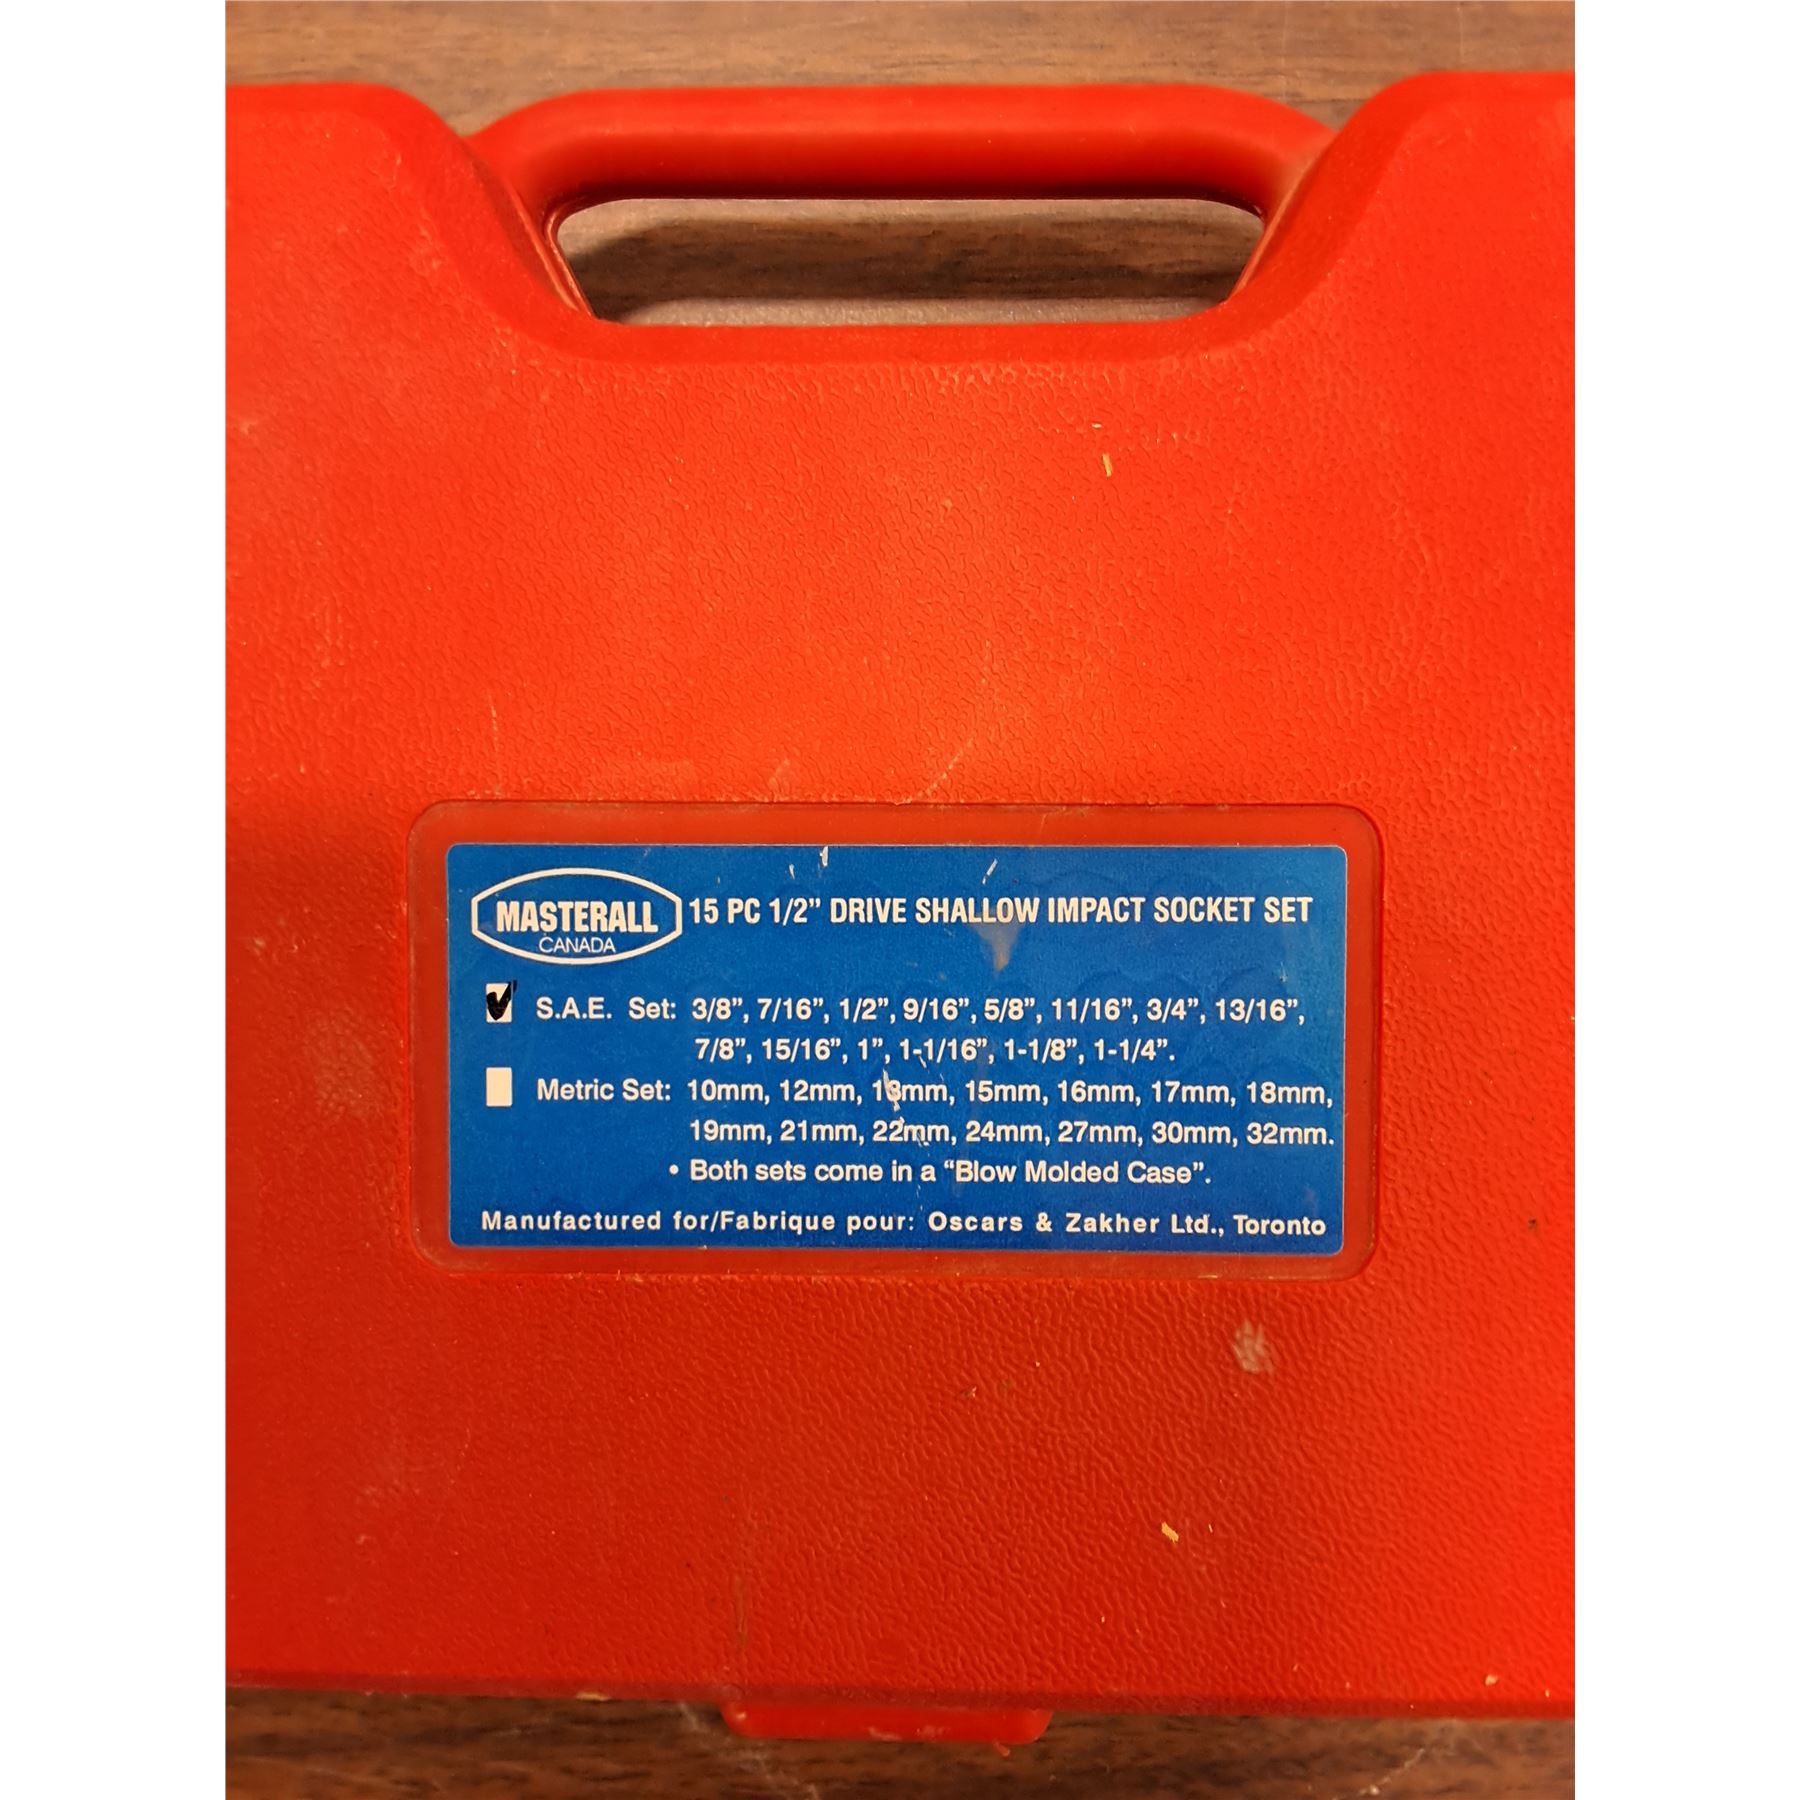 MASTERALL
CANADA
15 PC 1/2” DRIVE SHALLOW IMPACT SOCKET SET
S.A.E. Set: 3/8”, 7/16”, 1/2”, 9/16”, 5/8”, 11/16”, 3/4”, 13/16”,
7/8”, 15/16”, 1”, 1-1/16”, 1-1/8”, 1-1/4”.
Metric Set: 10mm, 12mm, 13mm, 15mm, 16mm, 17mm, 18mm,
19mm, 21mm, 22mm, 24mm, 27mm, 30mm, 32mm.
• Both sets come in a “Blow Molded Case”.
Manufactured for/Fabrique pour: Oscars & Zakher Ltd., Toronto